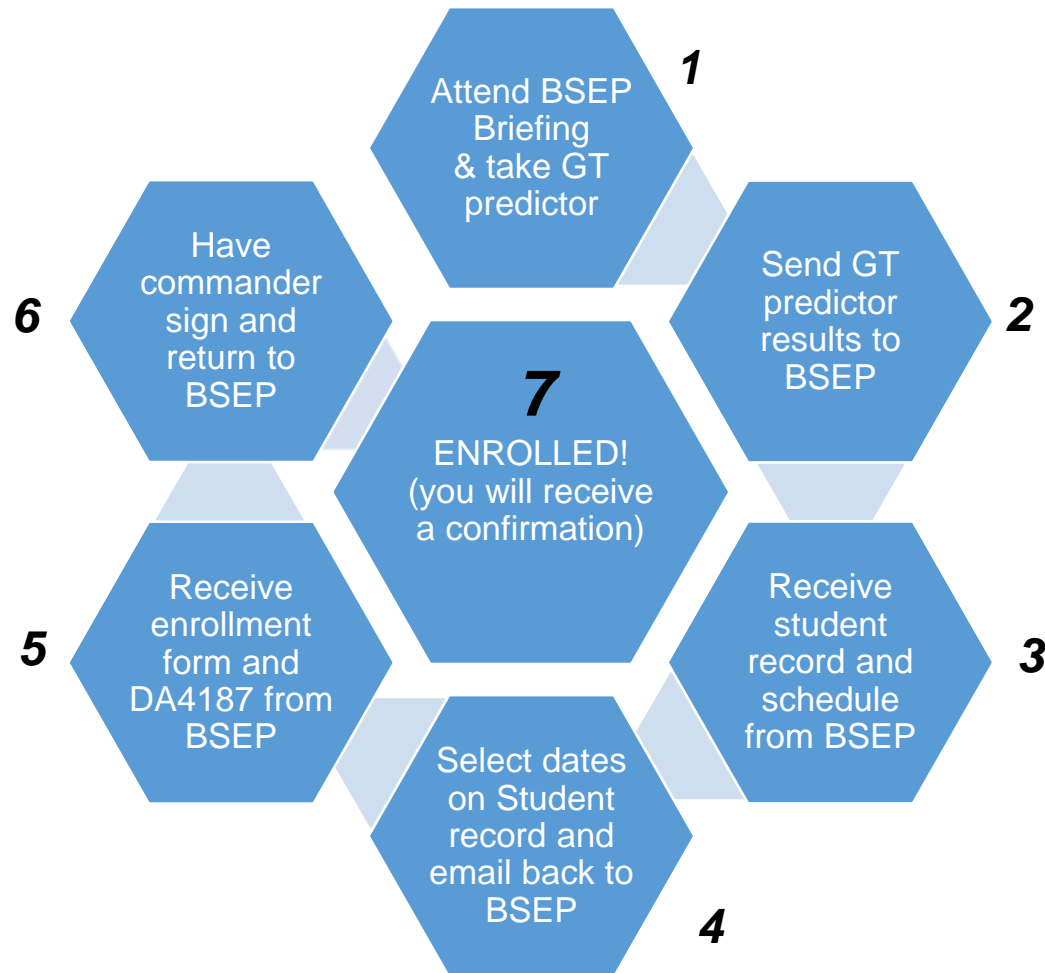 1
Attend BSEP
Briefing
& take GT
predictor
2
Send GT
predictor
results to
BSEP
3
Receive
student
record and
schedule
from BSEP
4
Select dates
on Student
record and
email back to
BSEP
5
Receive
enrollment
form and
DA4187 from
BSEP
6
Have
commander
sign and
return to
BSEP
7
ENROLLED!
(you will receive
a confirmation)